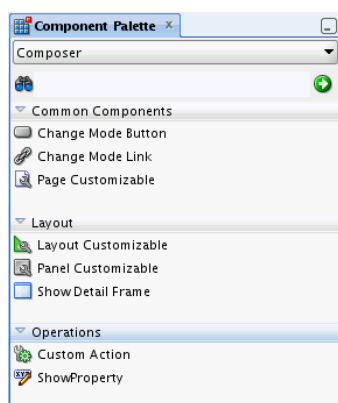 Component Palette
Composer
Common Components
Change Mode Button
Change Mode Link
Page Customizable
Layout
Layout Customizable
Panel Customizable
Show Detail Frame
Operations
Custom Action
ShowProperty